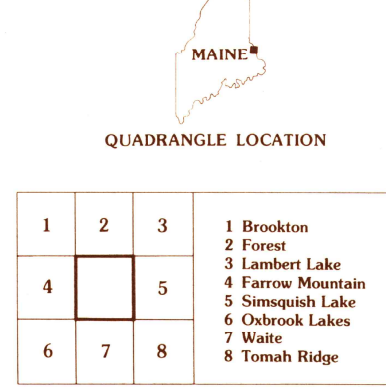 MAINE
QUADRANGLE LOCATION
1 2 3
4 5
6 7 8
1 Brookton
2 Forest
3 Lambert Lake
4 Farrow Mountain
5 Simsquish Lake
6 Oxbrook Lakes
7 Waite
8 Tomah Ridge